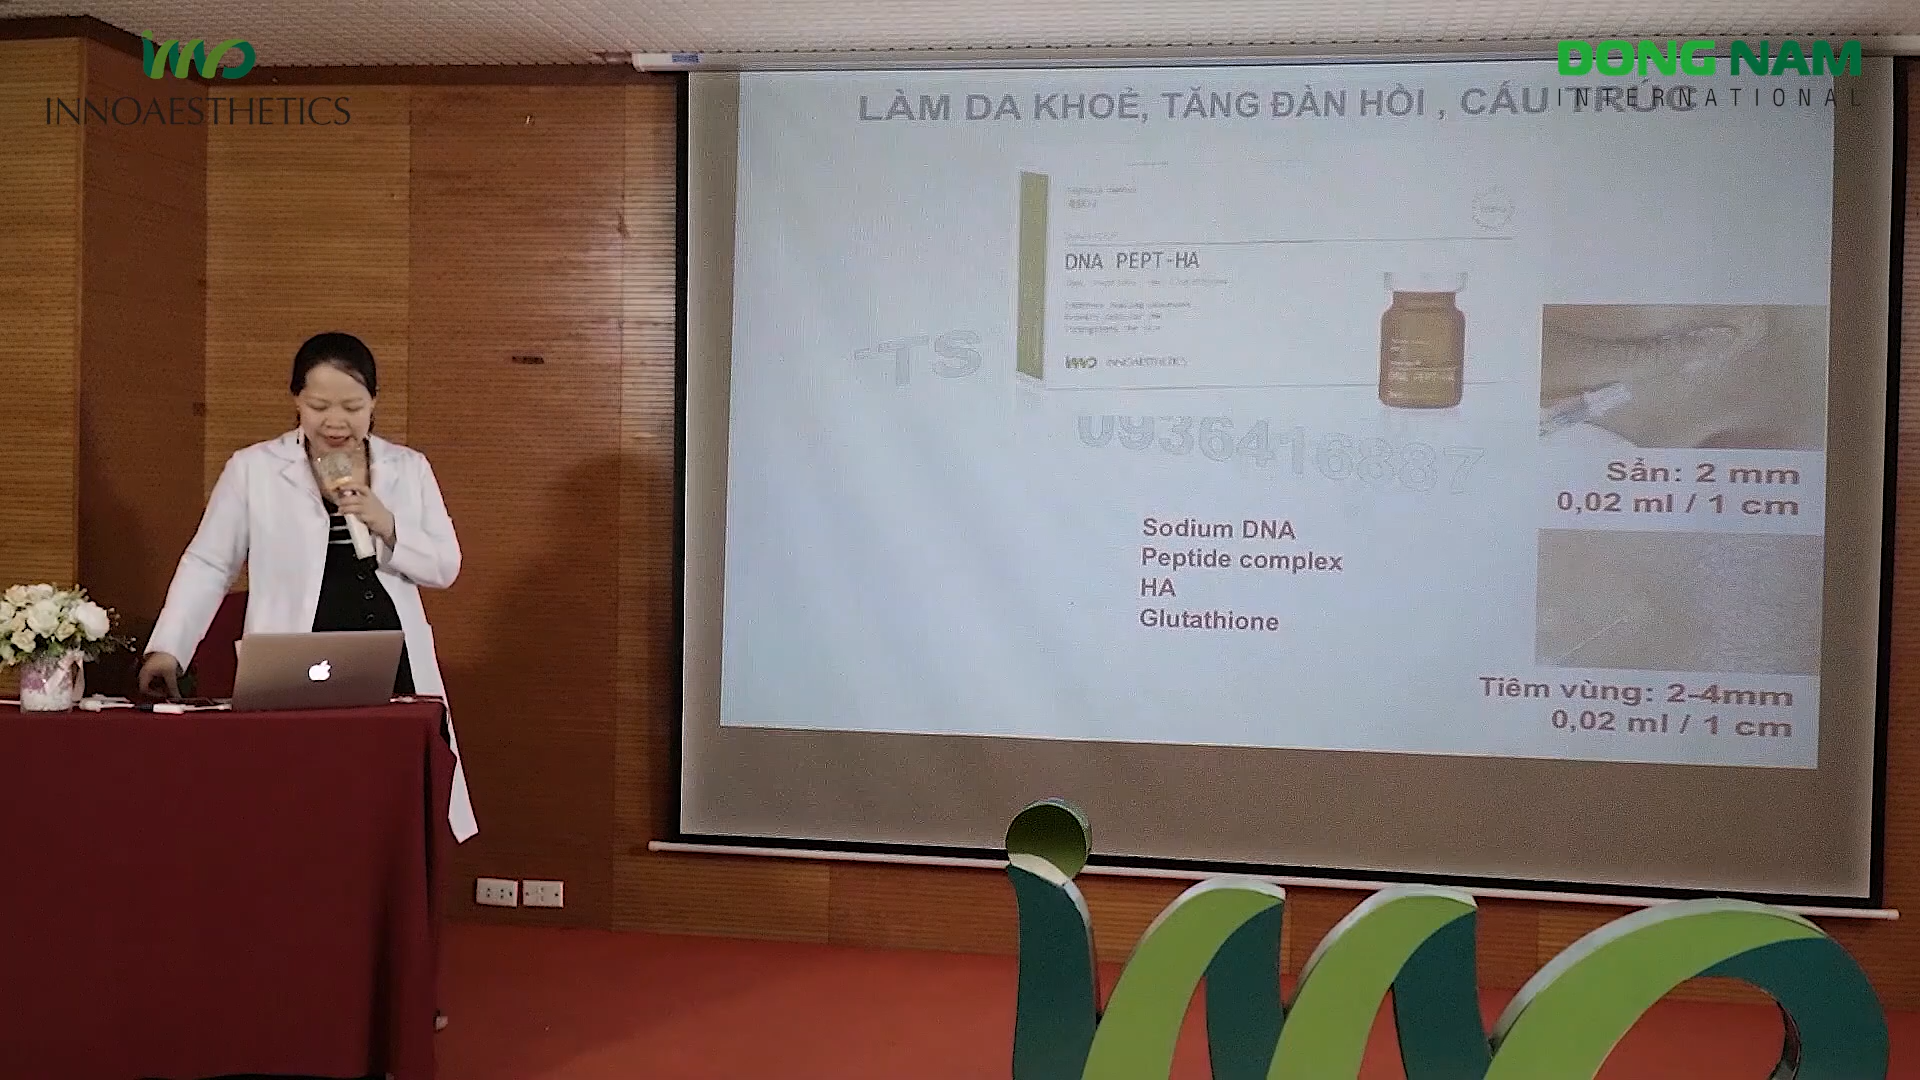 INNOAESTHETICS
DONG NAM
INTERNATIONAL
LÀM DA KHOẺ, TĂNG ĐÀN HỒI , CẤU TRÚC
DNA PEPT-HA
INNOAESTHETICS
TS
0936416887
Sodium DNA
Peptide complex
HA
Glutathione
Sẩn: 2 mm
0,02 ml / 1 cm
Tiêm vùng: 2-4mm
0,02 ml / 1 cm